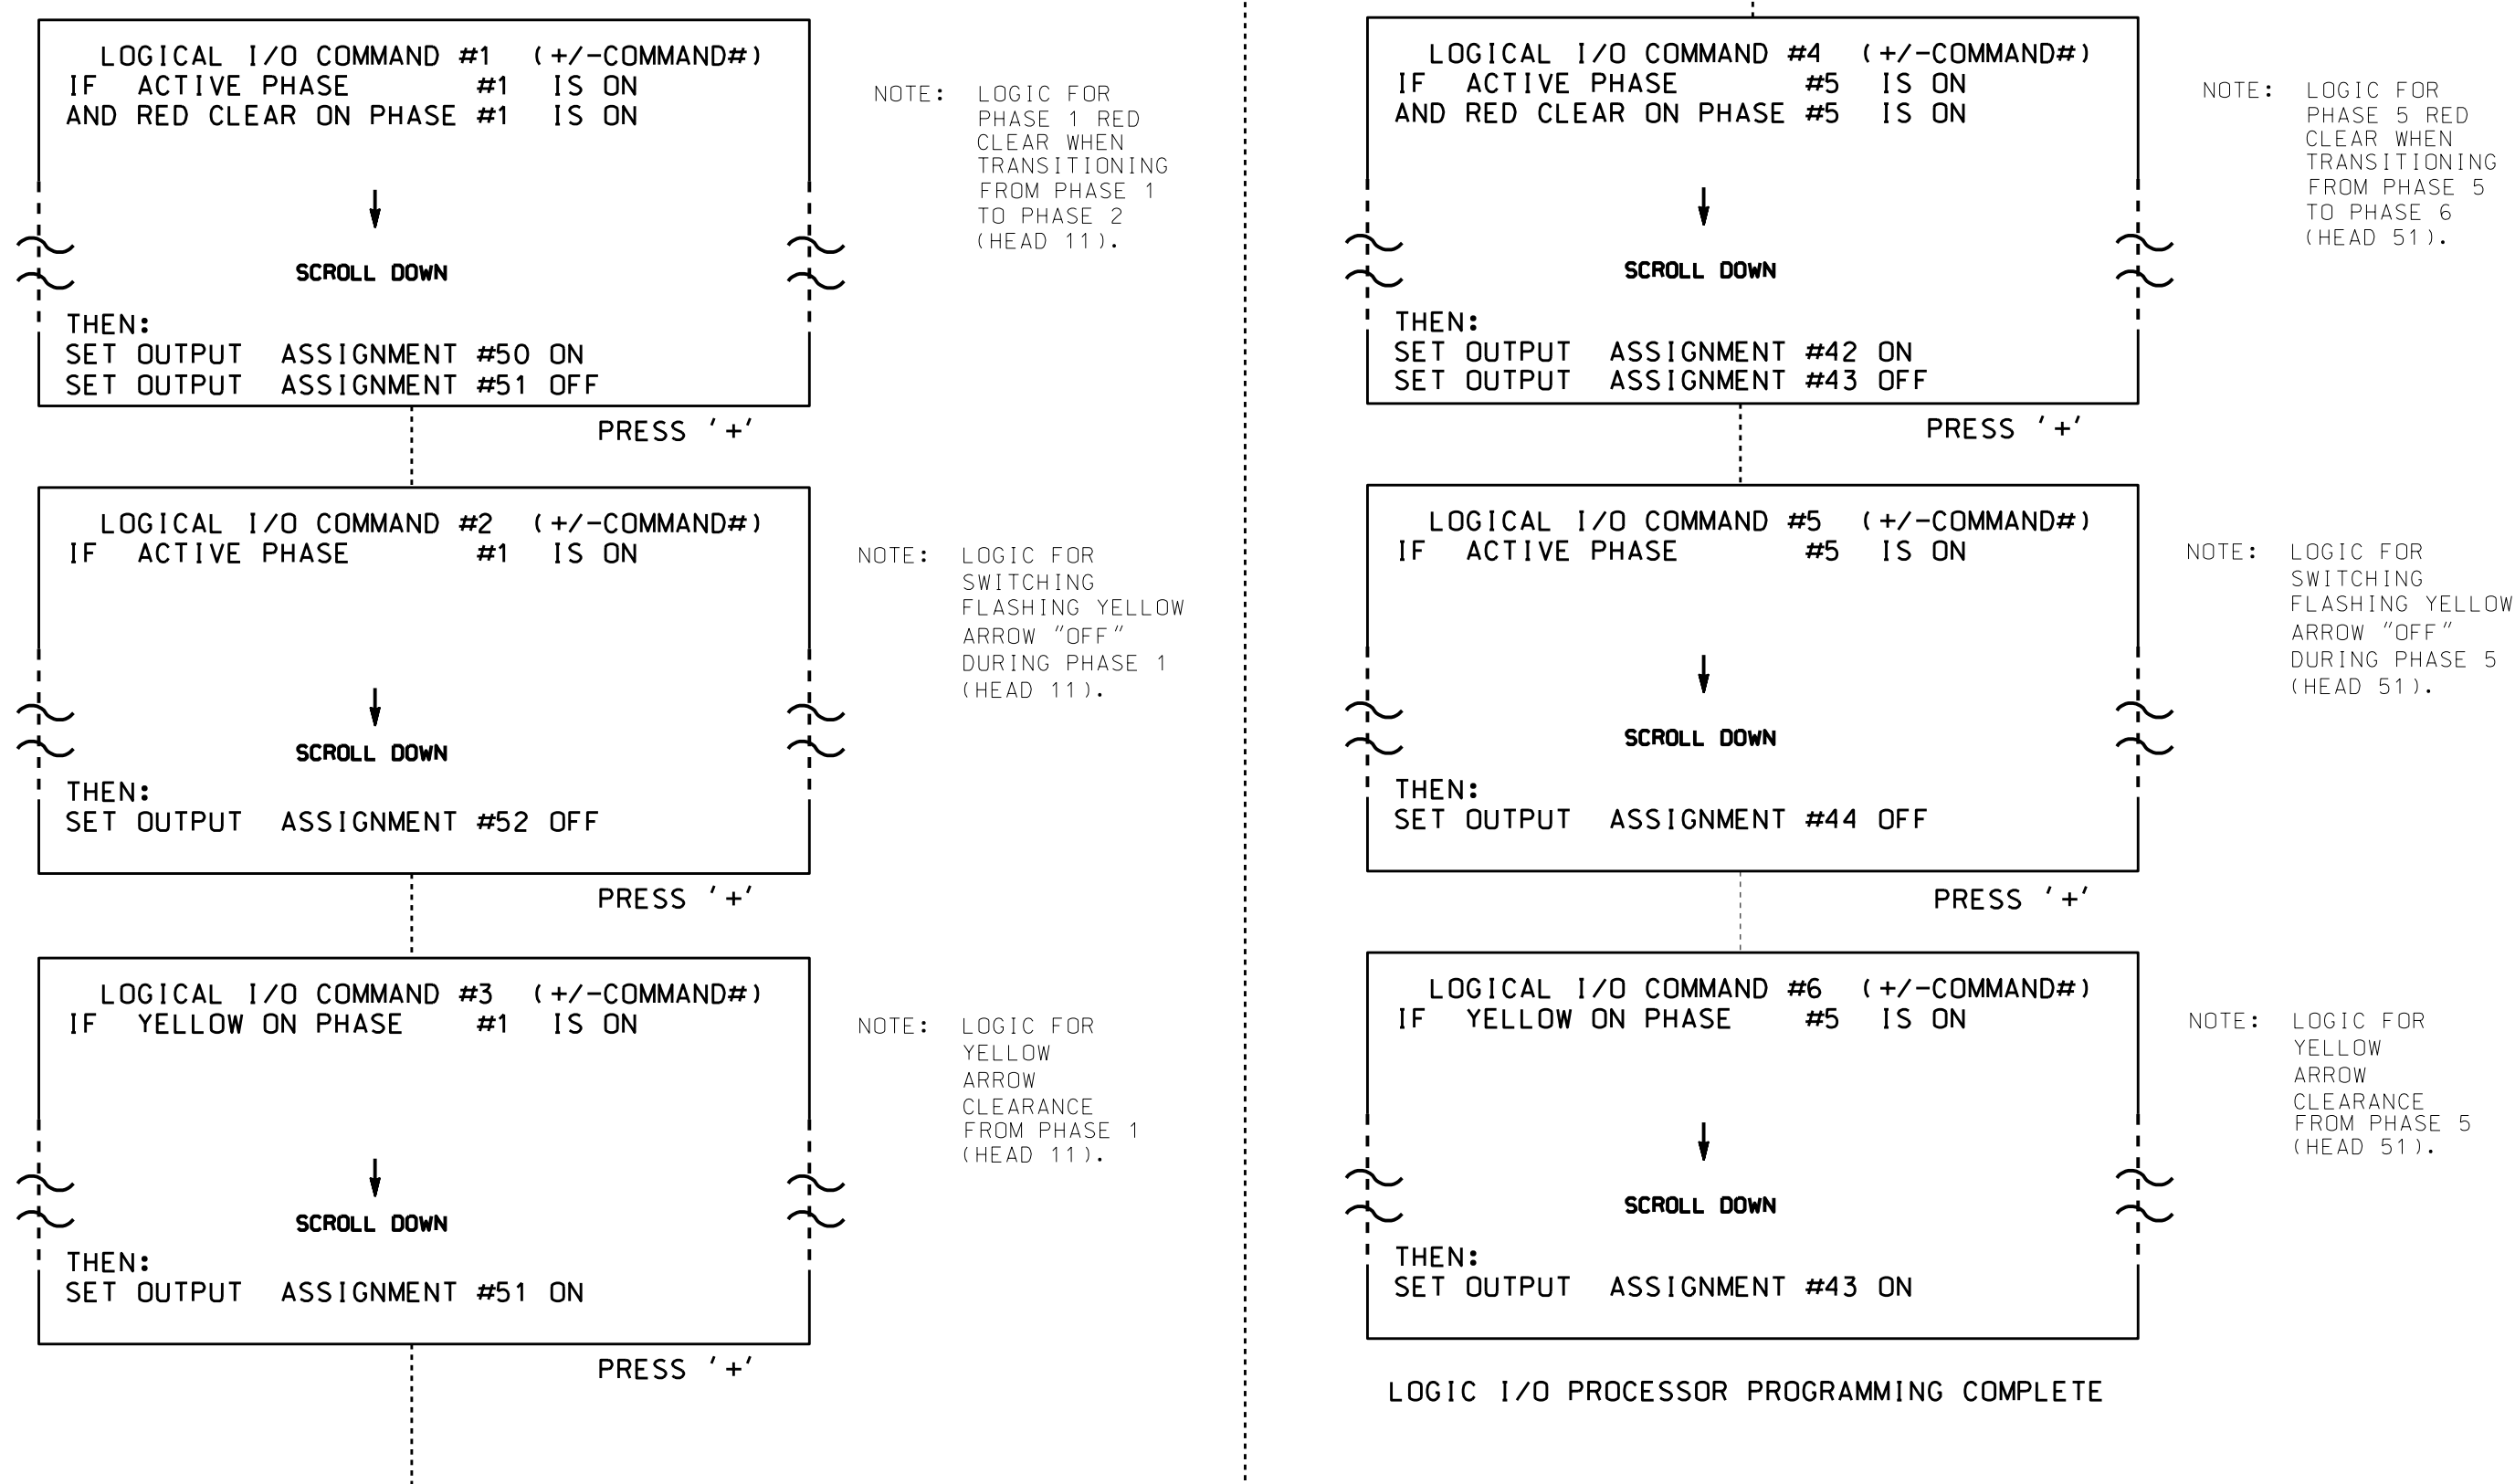 LOGICAL I/O COMMAND #1 (+/-COMMAND#)
IF ACTIVE PHASE #1 IS ON
AND RED CLEAR ON PHASE #1 IS ON
SCROLL DOWN
THEN:
SET OUTPUT ASSIGNMENT #50 ON
SET OUTPUT ASSIGNMENT #51 OFF
PRESS '+'
NOTE: LOGIC FOR
PHASE 1 RED
CLEAR WHEN
TRANSITIONING
FROM PHASE 1
TO PHASE 2
(HEAD 11).
LOGICAL I/O COMMAND #2 (+/-COMMAND#)
IF ACTIVE PHASE #1 IS ON
SCROLL DOWN
THEN:
SET OUTPUT ASSIGNMENT #52 OFF
PRESS '+'
NOTE: LOGIC FOR
SWITCHING
FLASHING YELLOW
ARROW "OFF"
DURING PHASE 1
(HEAD 11).
LOGICAL I/O COMMAND #3 (+/-COMMAND#)
IF YELLOW ON PHASE #1 IS ON
SCROLL DOWN
THEN:
SET OUTPUT ASSIGNMENT #51 ON
PRESS '+'
NOTE: LOGIC FOR
YELLOW
ARROW
CLEARANCE
FROM PHASE 1
(HEAD 11).
LOGICAL I/O COMMAND #4 (+/-COMMAND#)
IF ACTIVE PHASE #5 IS ON
AND RED CLEAR ON PHASE #5 IS ON
SCROLL DOWN
THEN:
SET OUTPUT ASSIGNMENT #42 ON
SET OUTPUT ASSIGNMENT #43 OFF
PRESS '+'
NOTE: LOGIC FOR
PHASE 5 RED
CLEAR WHEN
TRANSITIONING
FROM PHASE 5
TO PHASE 6
(HEAD 51).
LOGICAL I/O COMMAND #5 (+/-COMMAND#)
IF ACTIVE PHASE #5 IS ON
SCROLL DOWN
THEN:
SET OUTPUT ASSIGNMENT #44 OFF
PRESS '+'
NOTE: LOGIC FOR
SWITCHING
FLASHING YELLOW
ARROW "OFF"
DURING PHASE 5
(HEAD 51).
LOGICAL I/O COMMAND #6 (+/-COMMAND#)
IF YELLOW ON PHASE #5 IS ON
SCROLL DOWN
THEN:
SET OUTPUT ASSIGNMENT #43 ON
NOTE: LOGIC FOR
YELLOW
ARROW
CLEARANCE
FROM PHASE 5
(HEAD 51).
LOGIC I/O PROCESSOR PROGRAMMING COMPLETE